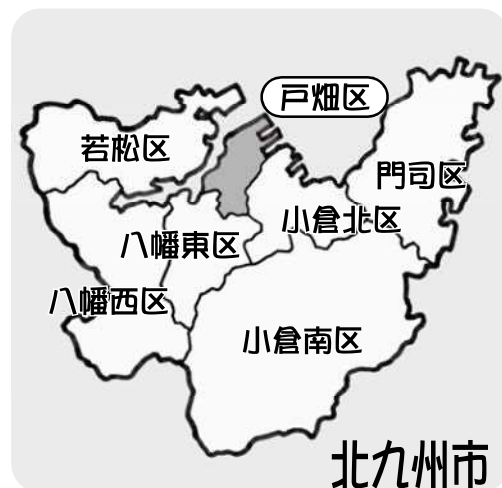 戸畑区
若松区
門司区
小倉北区
八幡東区
八幡西区
小倉南区
北九州市